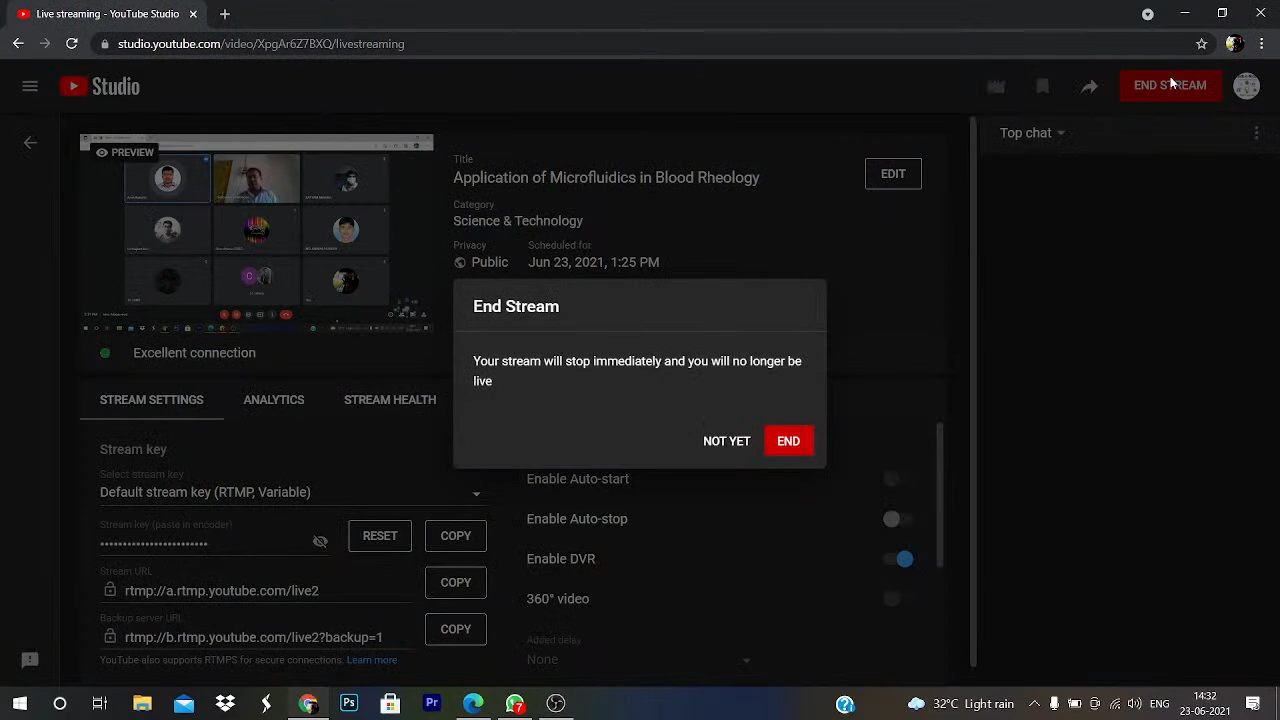 Live streaming - YouTube Studio
studio.youtube.com/video/XpgAr6Z7BXQ/livestreaming
Studio
END STREAM
PREVIEW
Title
Application of Microfluidics in Blood Rheology
EDIT
Category
Science & Technology
Privacy
Scheduled for:
Public
Jun 23, 2021, 1:25 PM
Top chat
Excellent connection
End Stream
Your stream will stop immediately and you will no longer be
live
NOT YET
END
STREAM SETTINGS
ANALYTICS
STREAM HEALTH
Stream key
Select stream key
Default stream key (RTMP, Variable)
Stream key (paste in encoder)
••••••••••••••••••••••
RESET
COPY
Stream URL
rtmp://a.rtmp.youtube.com/live2
COPY
Backup server URL
rtmp://b.rtmp.youtube.com/live2?backup=1
COPY
YouTube also supports RTMPS for secure connections. Learn more
Enable Auto-start
Enable Auto-stop
Enable DVR
360° video
Added delay
None
Ps
Pr
7
33°C Light rain
ENG
14:32
23-06-2021